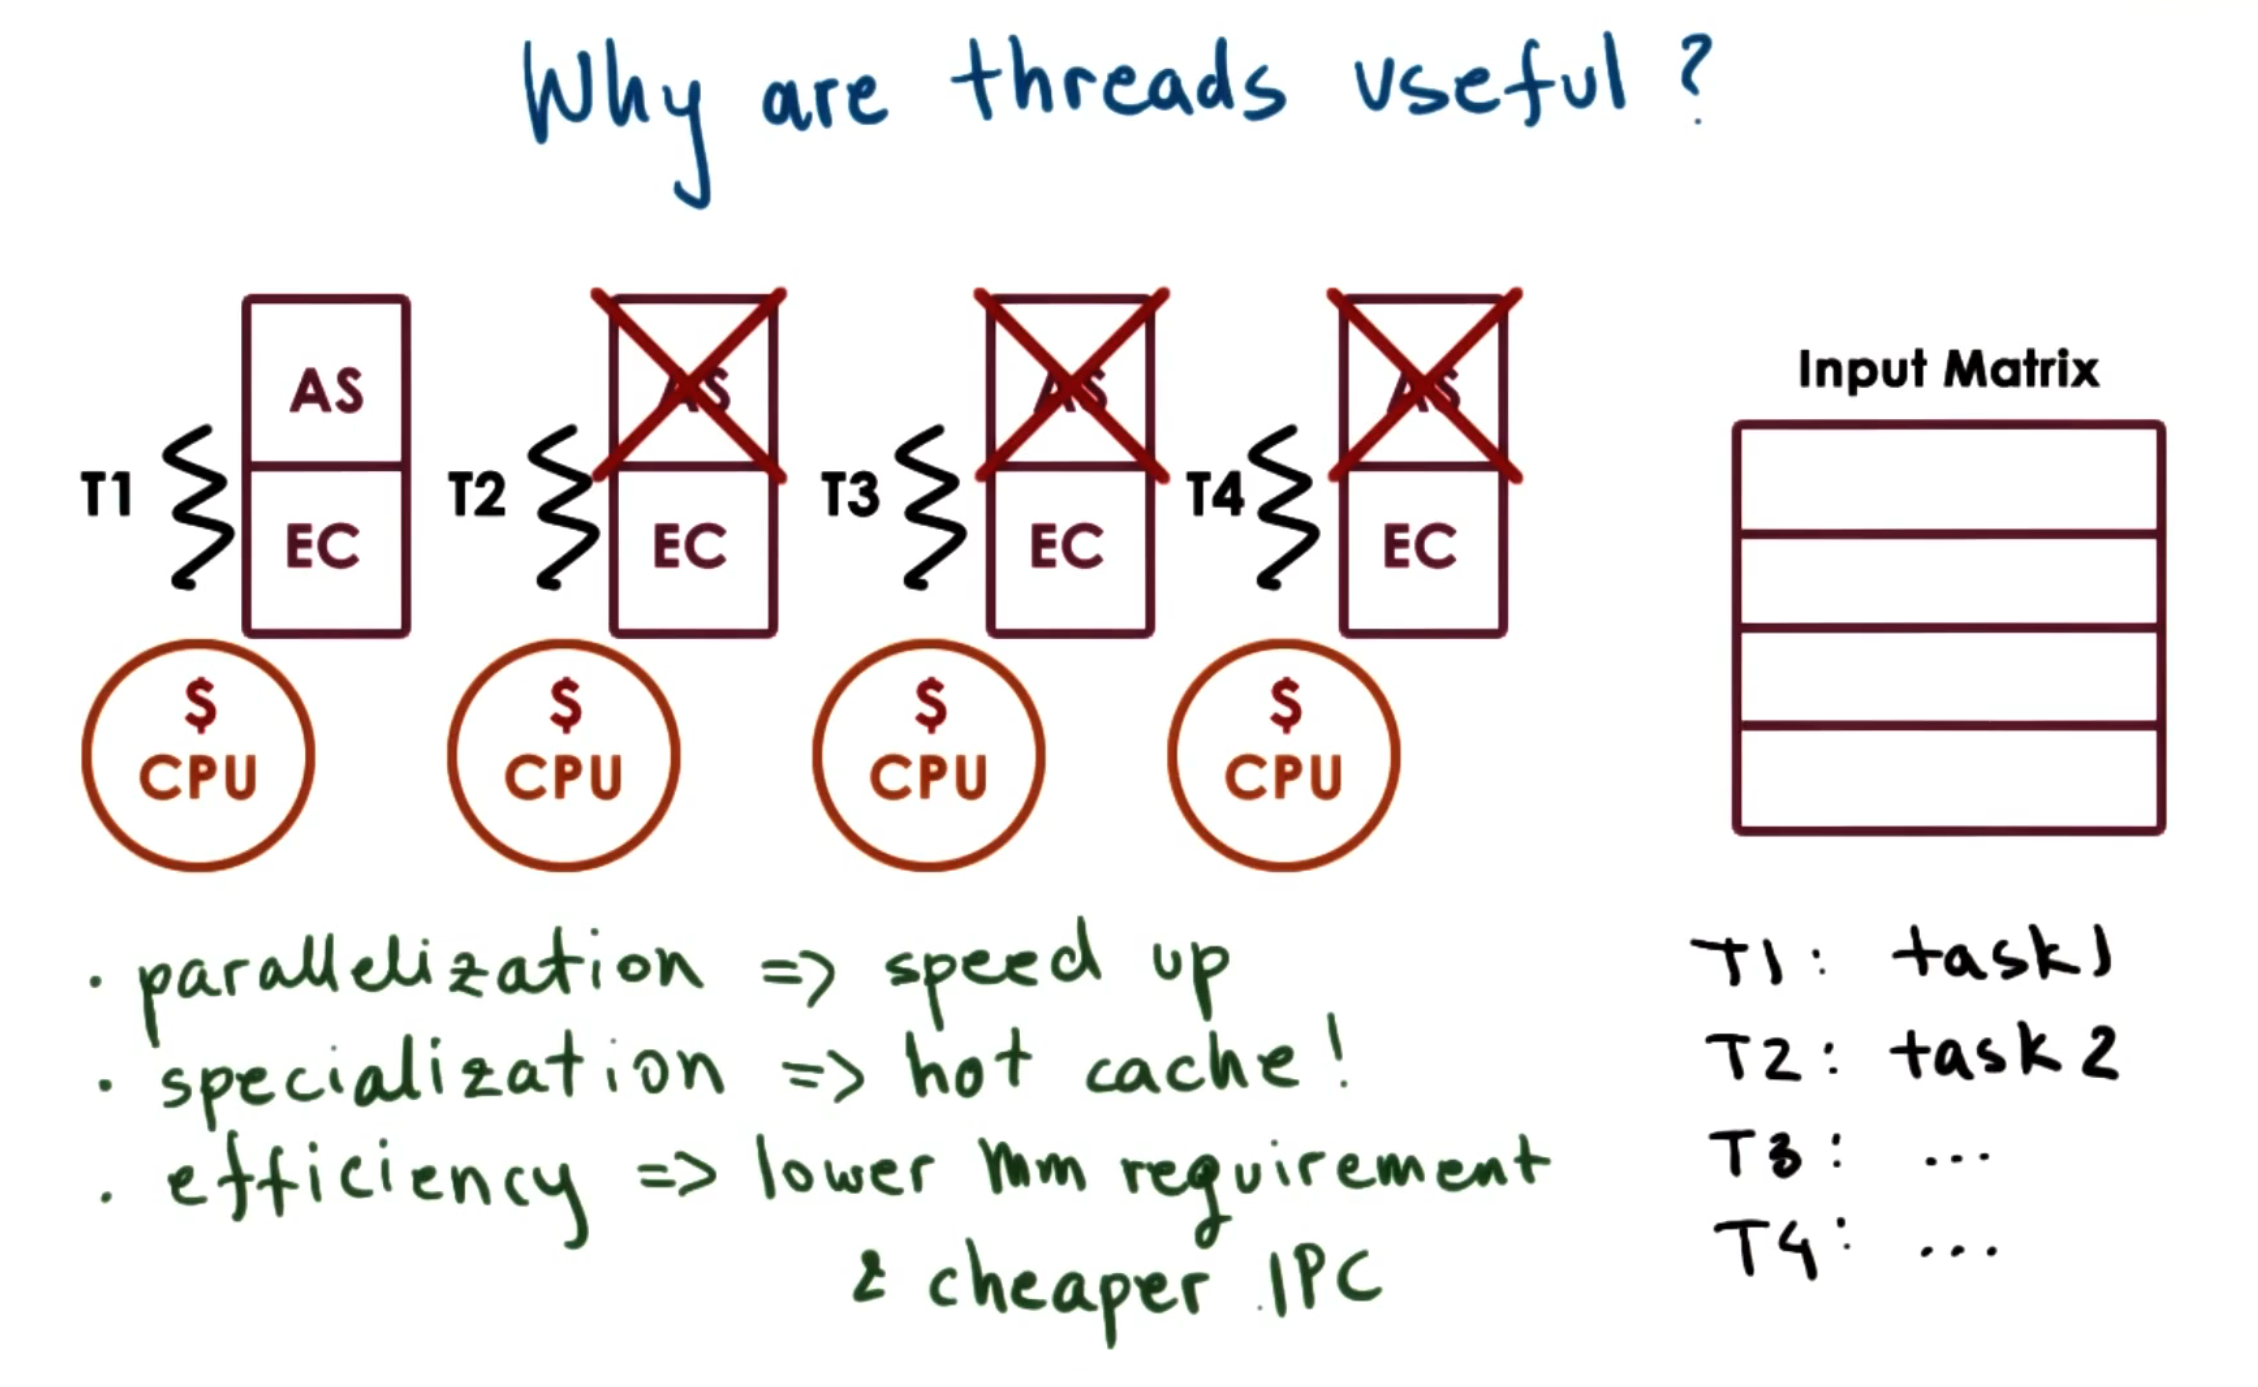 Why are threads useful?
AS
AS
AS
AS
Input Matrix
T1
T2
T3
T4
EC
EC
EC
EC
$
$
$
$
CPU
CPU
CPU
CPU
· parallelization => speed up
· specialization => hot cache!
· efficiency => lower mm requirement
& cheaper IPC
T1: task1
T2: task 2
T3: ...
T4: ...